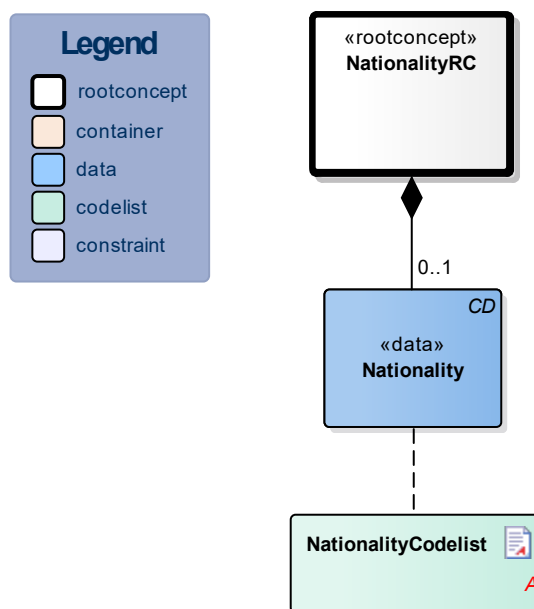 Legend
rootconcept
container
data
codelist
constraint
«rootconcept»
NationalityRC
0..1
CD
«data»
Nationality
NationalityCodelist
A